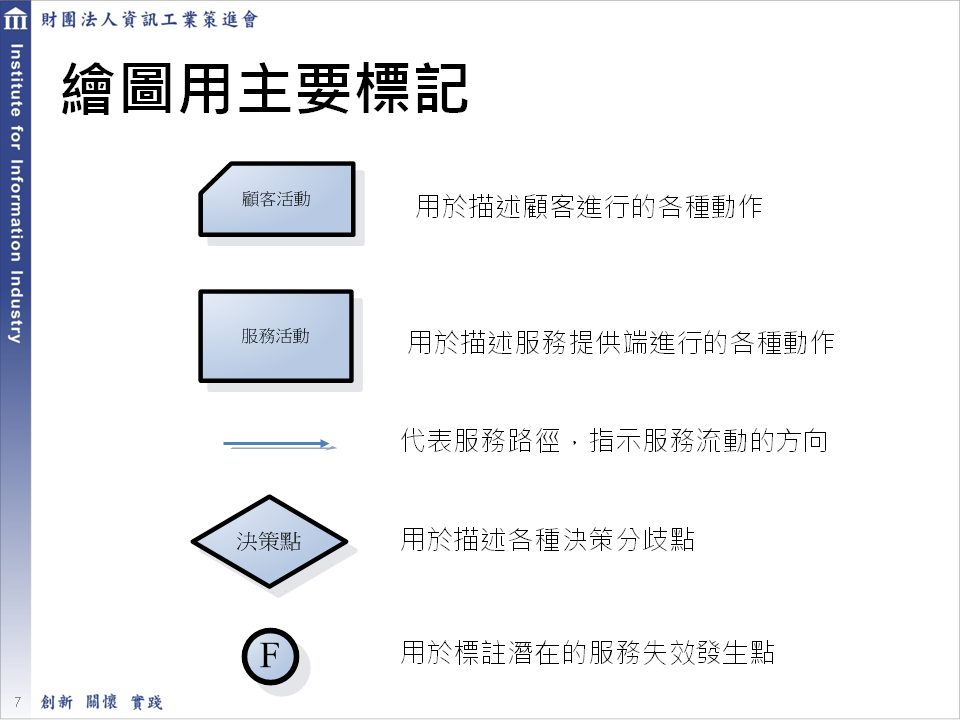 財團法人資訊工業策進會
Institute for Information Industry
繪圖用主要標記
顧客活動
用於描述顧客進行的各種動作
服務活動
用於描述服務提供端進行的各種動作
代表服務路徑，指示服務流動的方向
決策點
用於描述各種決策分歧點
F
用於標註潛在的服務失效發生點
7
創新 關懷 實踐